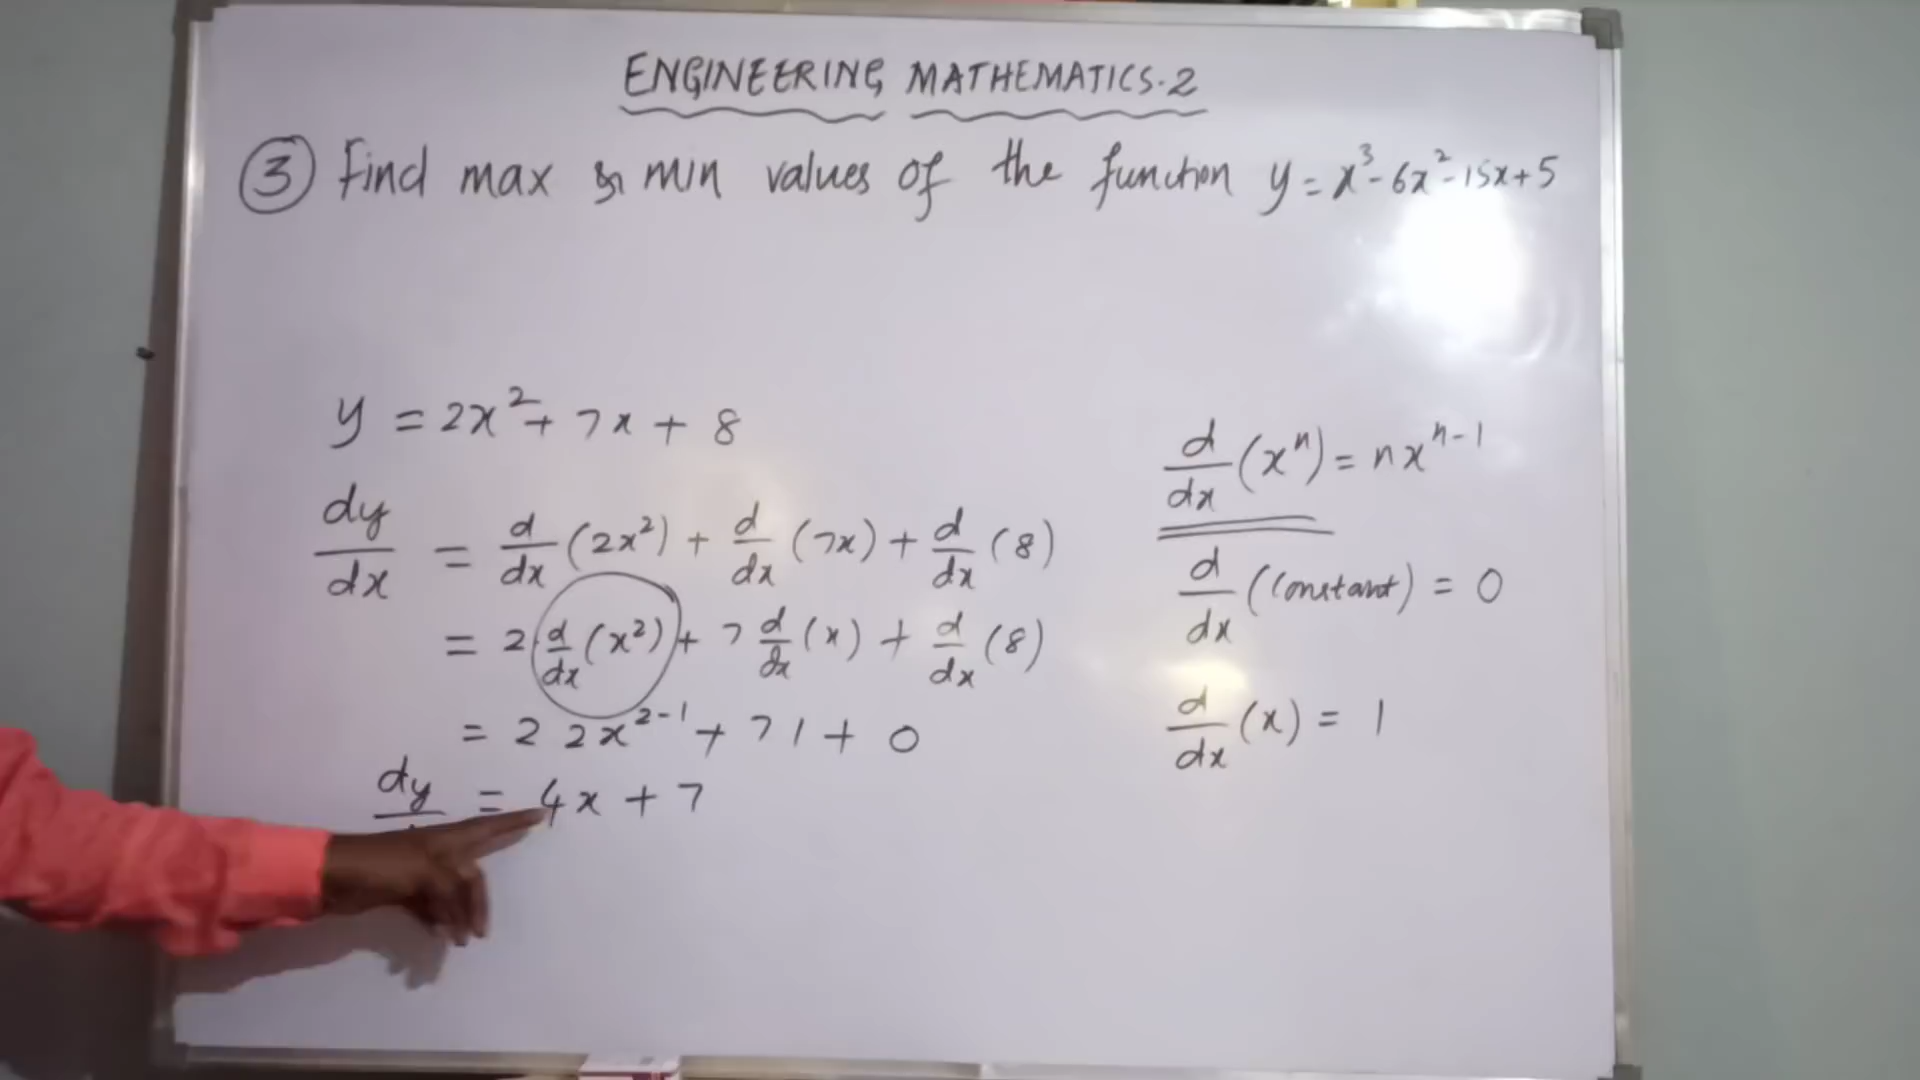 ENGINEERING MATHEMATICS-2
③ Find max & min values of the function y = x³ - 6x² - 15x + 5
y = 2x² + 7x + 8
dy/dx = d/dx (2x²) + d/dx (7x) + d/dx (8)
= 2 d/dx (x²) + 7 d/dx (x) + d/dx (8)
= 2 2x²⁻¹ + 7 1 + 0
dy = 4x + 7
d/dx (xⁿ) = nxⁿ⁻¹
d/dx (constant) = 0
d/dx (x) = 1